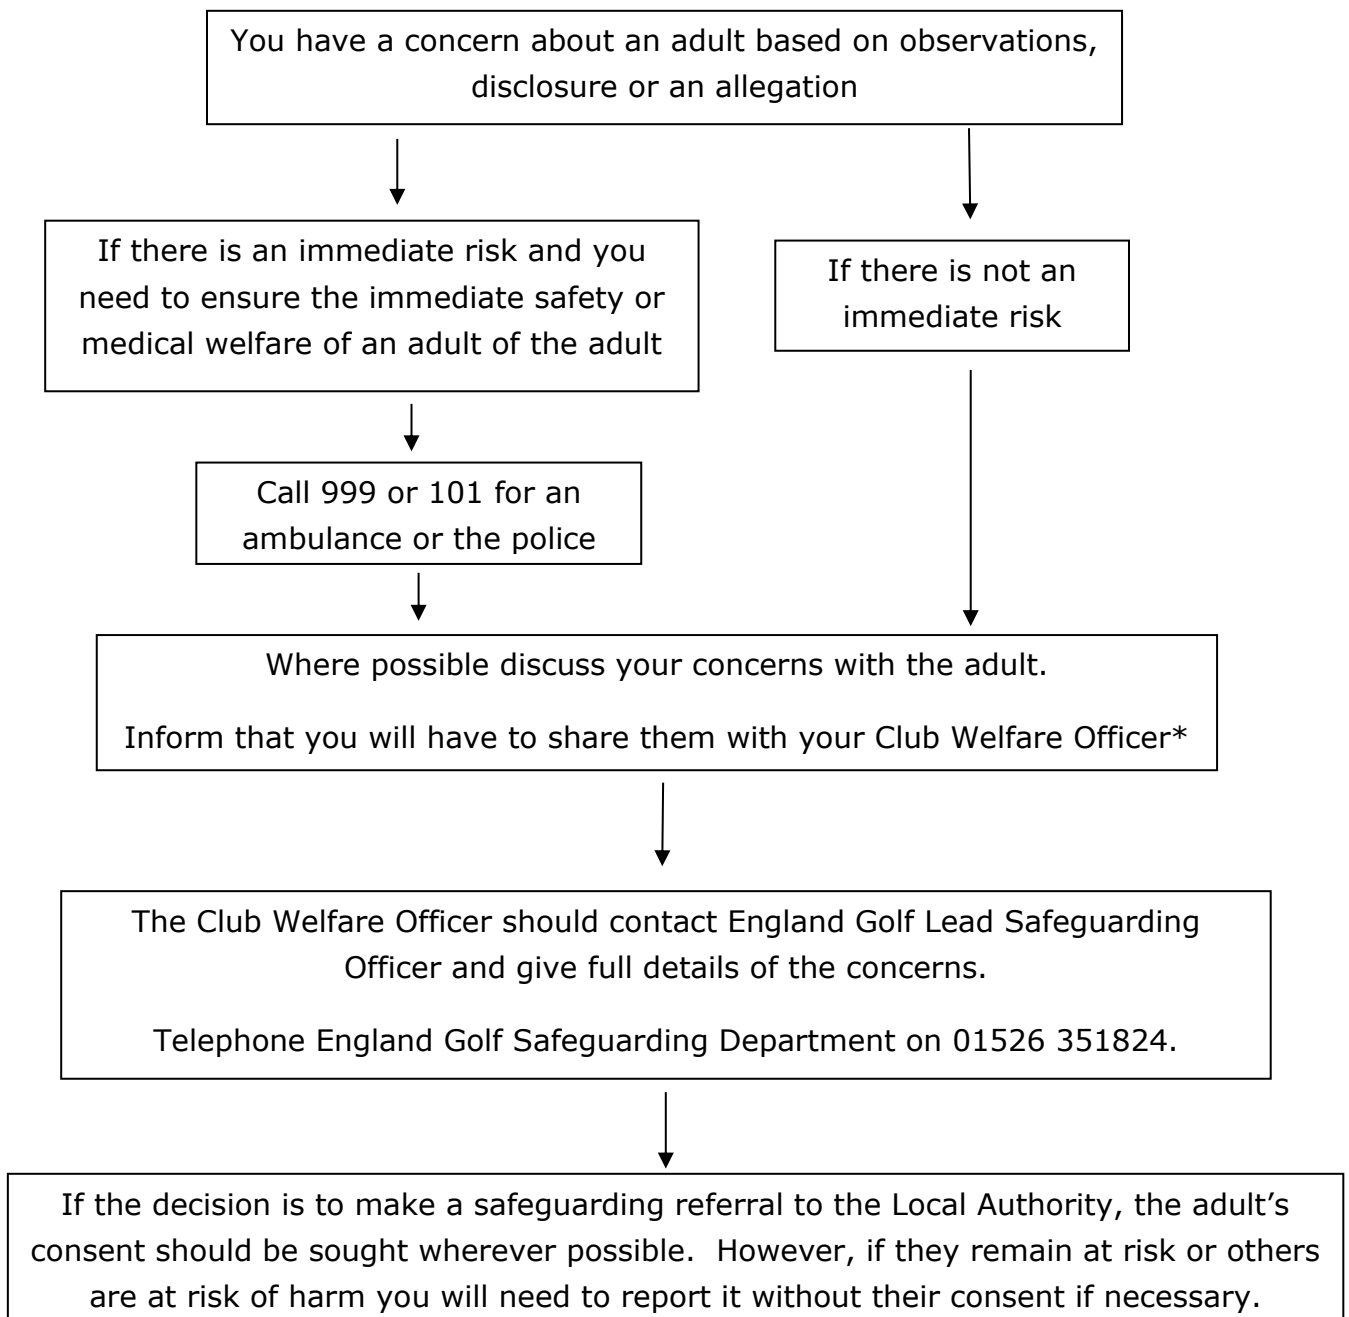 You have a concern about an adult based on observations,
disclosure or an allegation
If there is an immediate risk and you
need to ensure the immediate safety or
medical welfare of an adult of the adult
If there is not an
immediate risk
Call 999 or 101 for an
ambulance or the police
Where possible discuss your concerns with the adult.
Inform that you will have to share them with your Club Welfare Officer*
The Club Welfare Officer should contact England Golf Lead Safeguarding
Officer and give full details of the concerns.
Telephone England Golf Safeguarding Department on 01526 351824.
If the decision is to make a safeguarding referral to the Local Authority, the adult’s
consent should be sought wherever possible.  However, if they remain at risk or others
are at risk of harm you will need to report it without their consent if necessary.